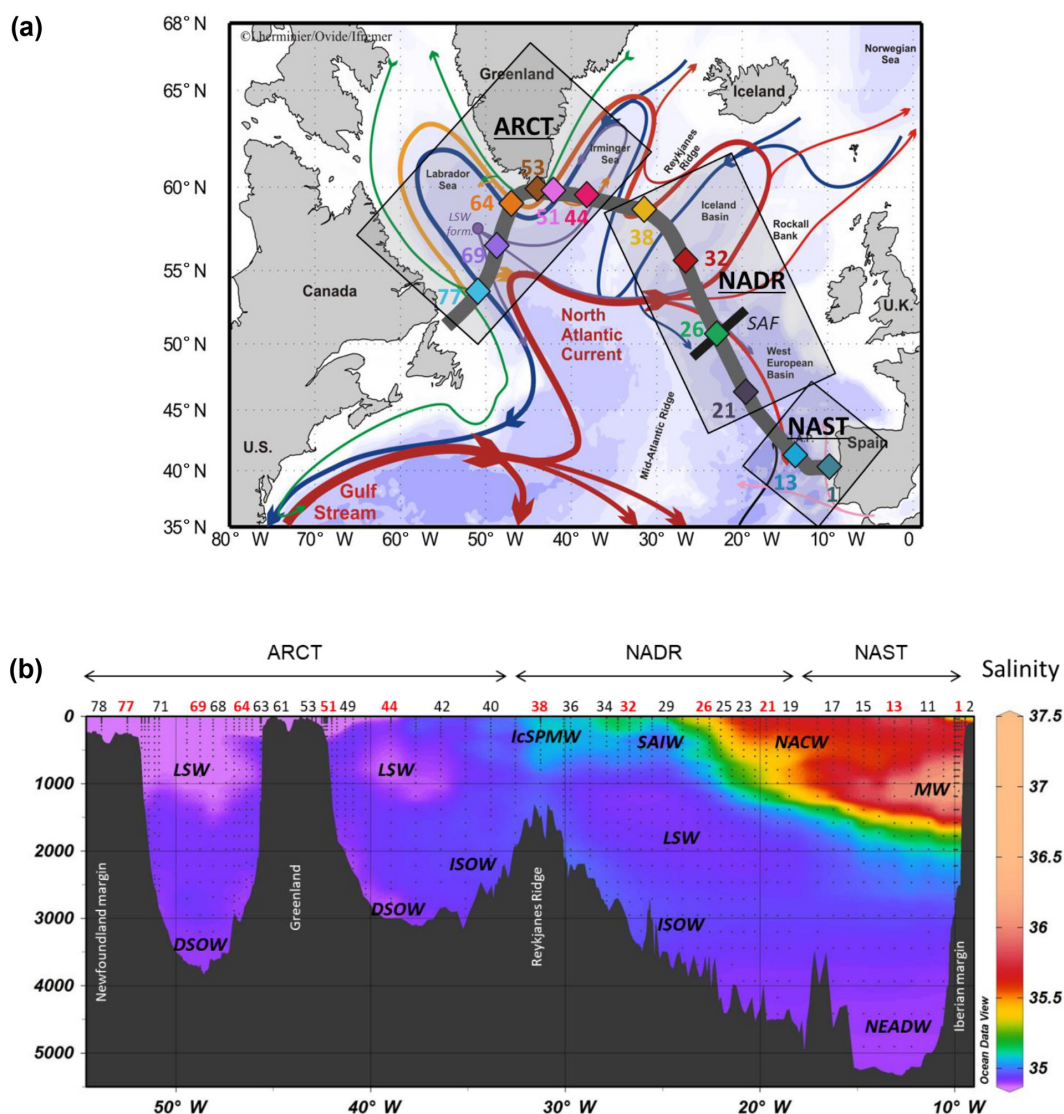 (a)
©Lherminier/Ovide/Ifremer
68° N
65° N
60° N
55° N
50° N
45° N
40° N
35° N
Greenland
Iceland
Norwegian
Sea
ARCT
Irminger
Sea
Reykjanes
Ridge
Labrador
Sea
53
64
51
44
38
Iceland
Basin
Rockall
Bank
LSW
form.
69
32
NADR
Canada
77
U.K.
North
Atlantic
Current
26
SAF
West
European
Basin
21
Mid-Atlantic Ridge
NAST
A.P.
Spain
U.S.
13
1
Gulf
Stream
80° W 70° W 60° W 50° W 40° W 30° W 20° W 10° W 0
(b)
ARCT NADR NAST
Salinity
78 77 71 69 68 64 63 61 53 51 49 44 42 40 38 36 34 32 29 26 25 23 21 19 17 15 13 11 1 2
0
1000
2000
3000
4000
5000
LSW
LSW
IcSPMW
SAIW
NACW
MW
LSW
ISOW
DSOW
DSOW
ISOW
NEADW
Newfoundland margin
Greenland
Reykjanes Ridge
Iberian margin
Ocean Data View
37.5
37
36.5
36
35.5
35
50°W 40°W 30°W 20°W 10°W